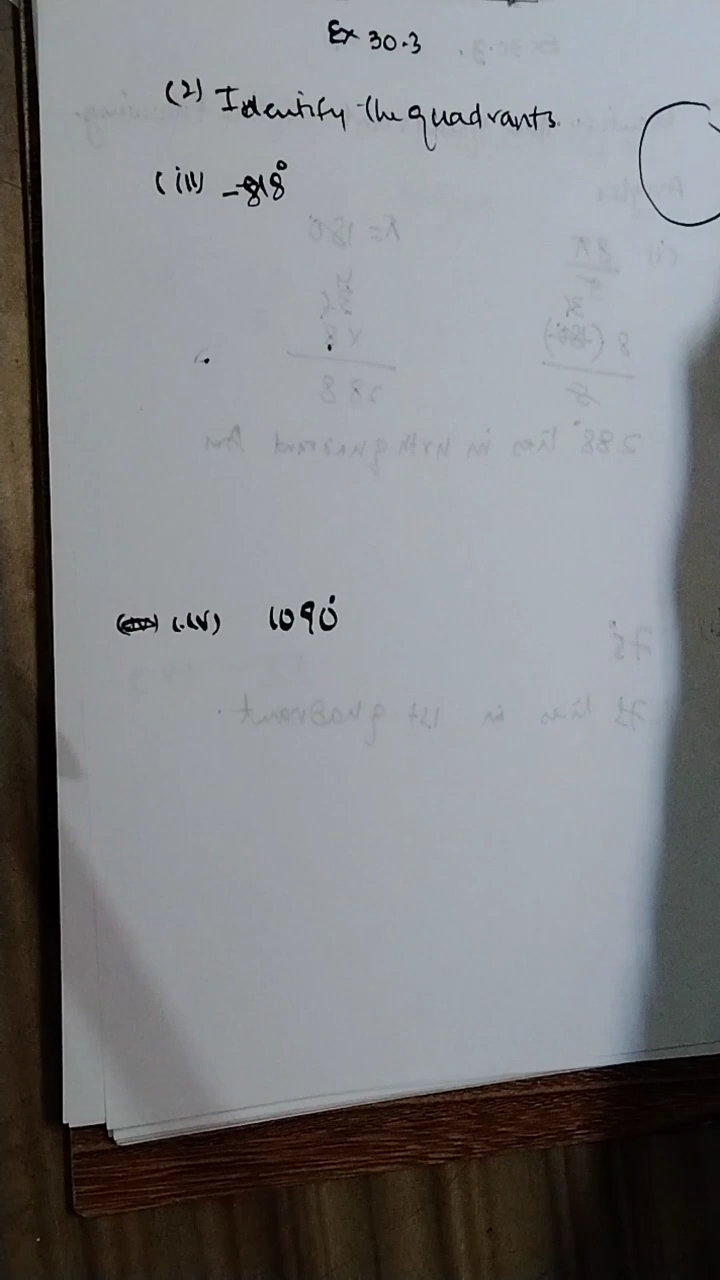 Ex 30.3
(2) Identify the quadrants.
(iii) -818°
(iv) 1090°